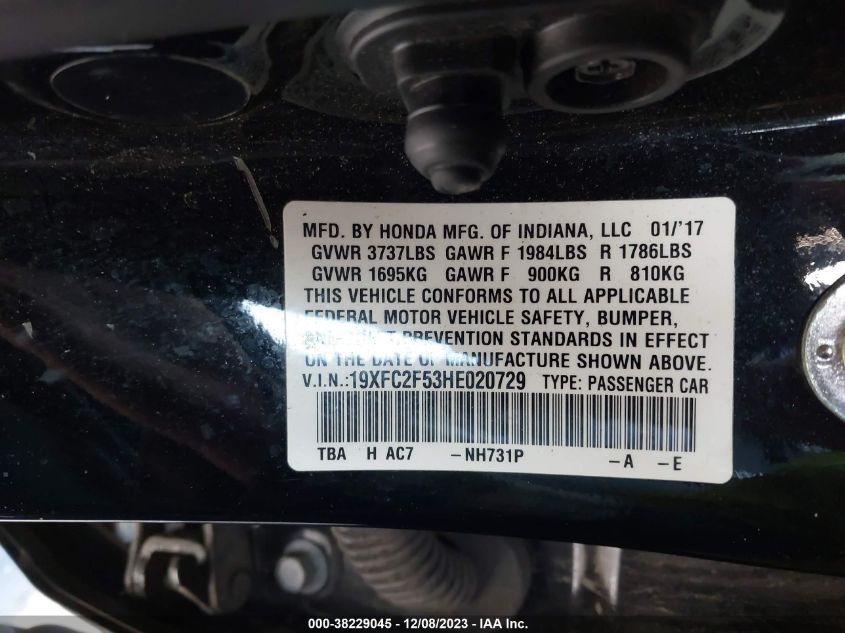 MFD. BY HONDA MFG. OF INDIANA, LLC 01/'17
GVWR 3737LBS GAWR F 1984LBS R 1786LBS
GVWR 1695KG GAWR F 900KG R 810KG
THIS VEHICLE CONFORMS TO ALL APPLICABLE
FEDERAL MOTOR VEHICLE SAFETY, BUMPER,
PREVENTION STANDARDS IN EFFECT
ON THE DATE OF MANUFACTURE SHOWN ABOVE.
V.I.N.:19XFC2F53HE020729 TYPE: PASSENGER CAR
TBA H AC7 –NH731P –A –E
000-38229045 - 12/08/2023 - IAA Inc.